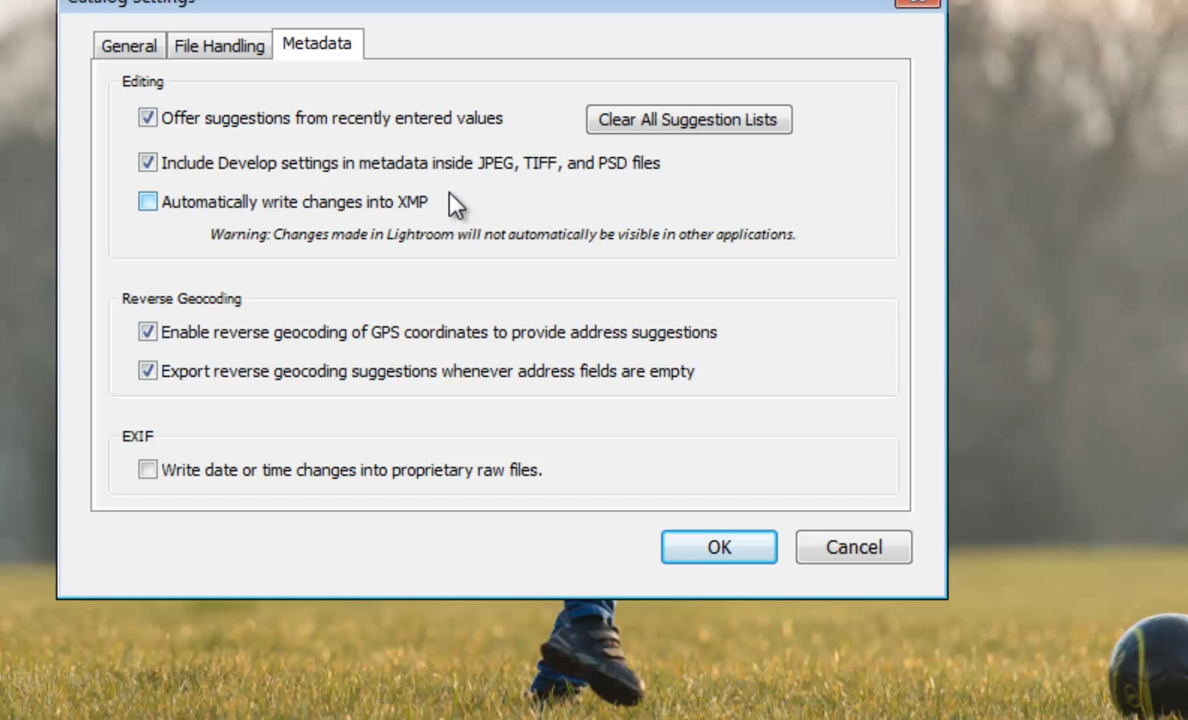 Catalog Settings
General
File Handling
Metadata
Editing
Offer suggestions from recently entered values
Clear All Suggestion Lists
Include Develop settings in metadata inside JPEG, TIFF, and PSD files
Automatically write changes into XMP
Warning: Changes made in Lightroom will not automatically be visible in other applications.
Reverse Geocoding
Enable reverse geocoding of GPS coordinates to provide address suggestions
Export reverse geocoding suggestions whenever address fields are empty
EXIF
Write date or time changes into proprietary raw files.
OK
Cancel